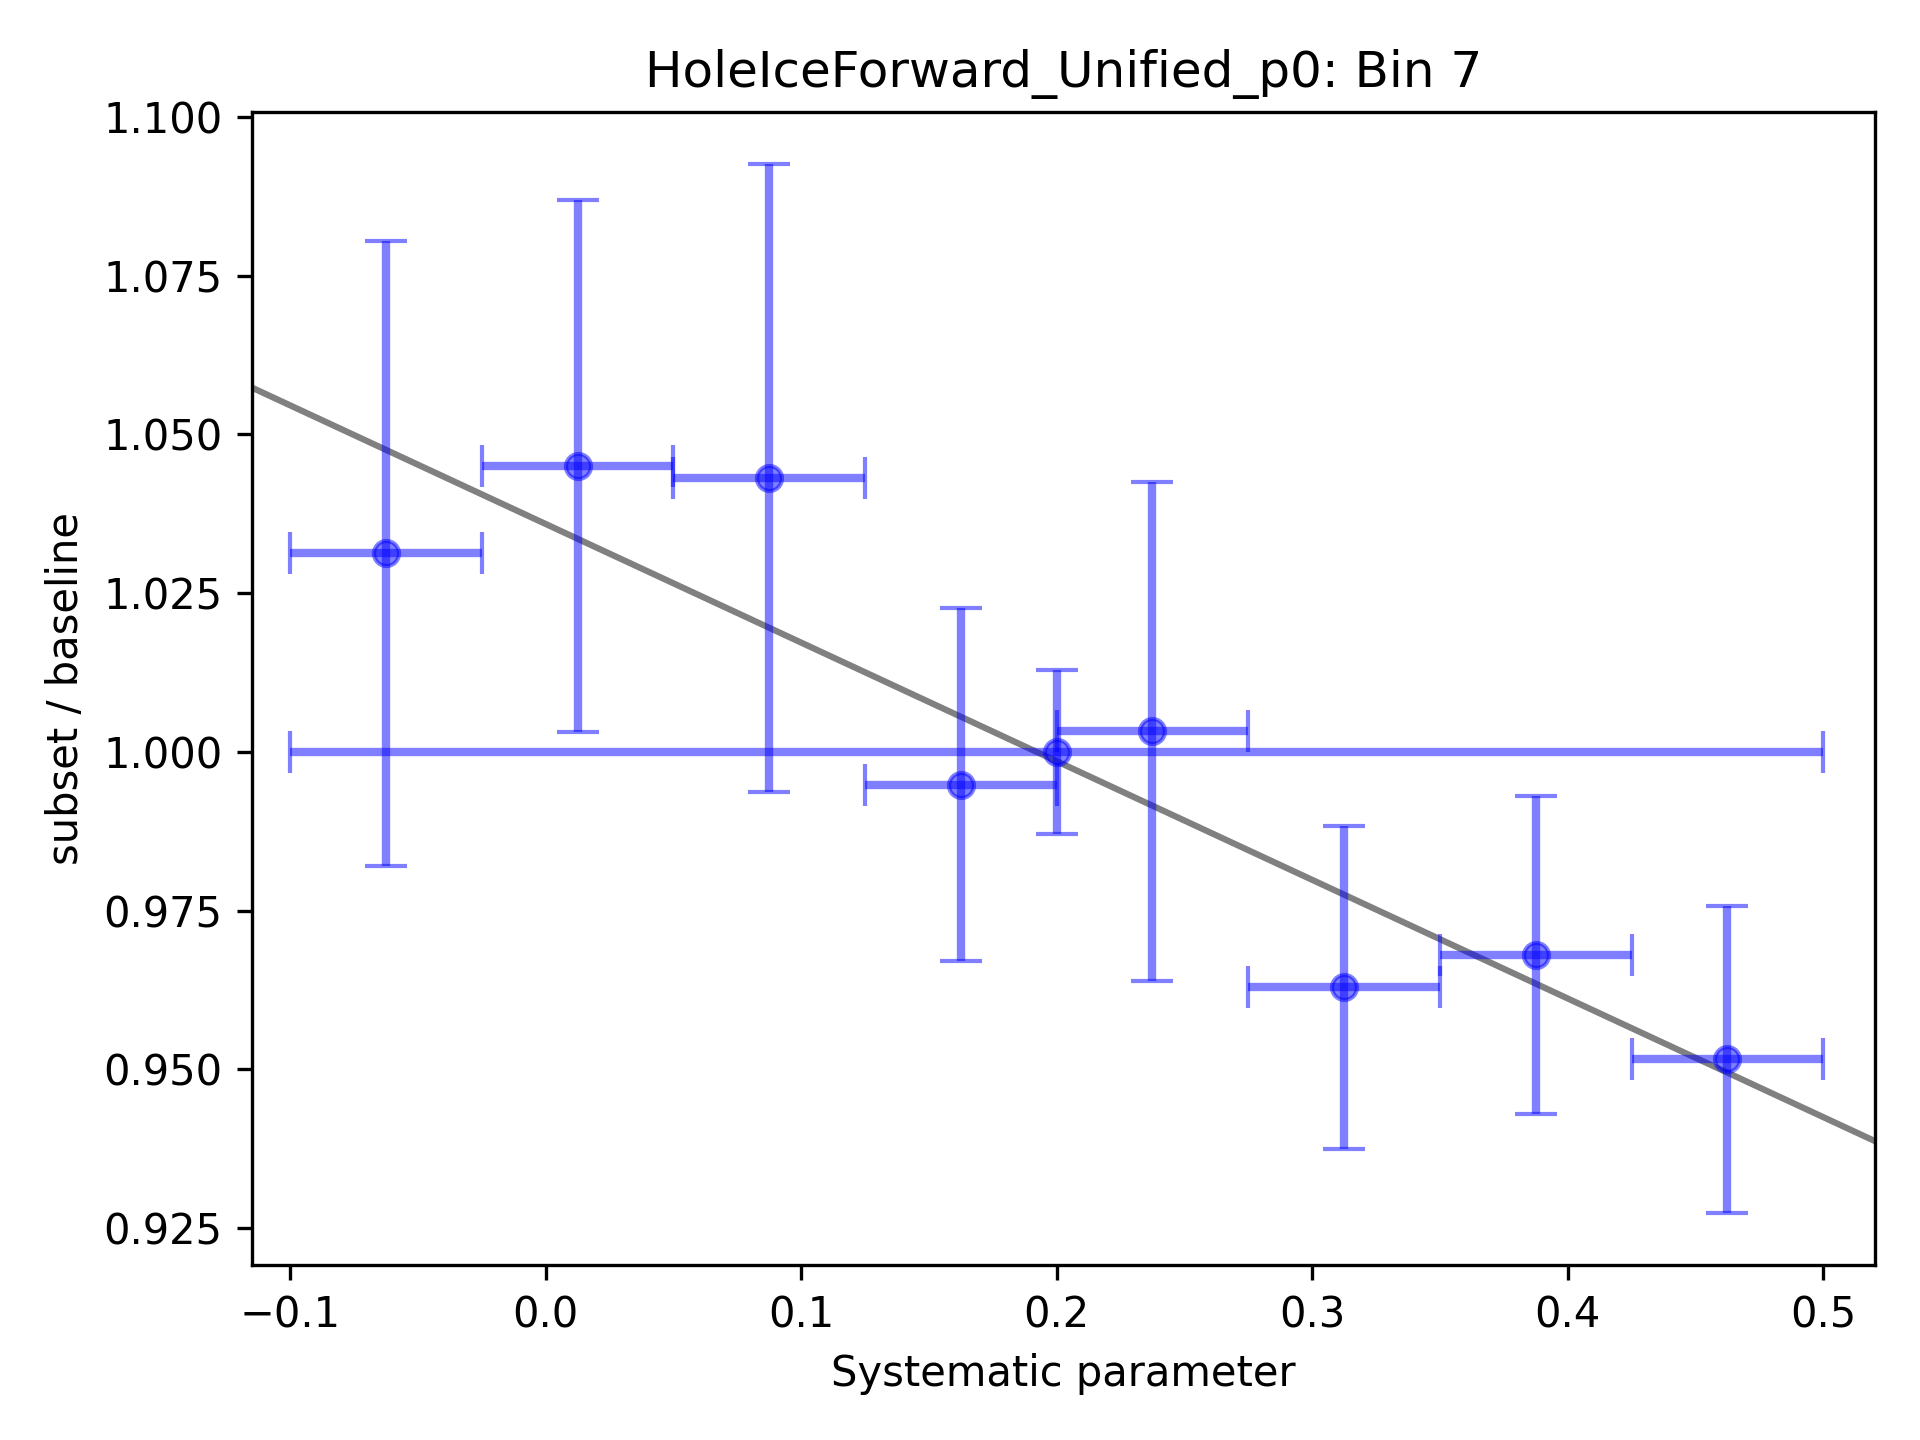 HoleIceForward_Unified_p0: Bin 7
1.100
1.075
1.050
1.025
1.000
0.975
0.950
0.925
subset / baseline
−0.1 0.0 0.1 0.2 0.3 0.4 0.5
Systematic parameter